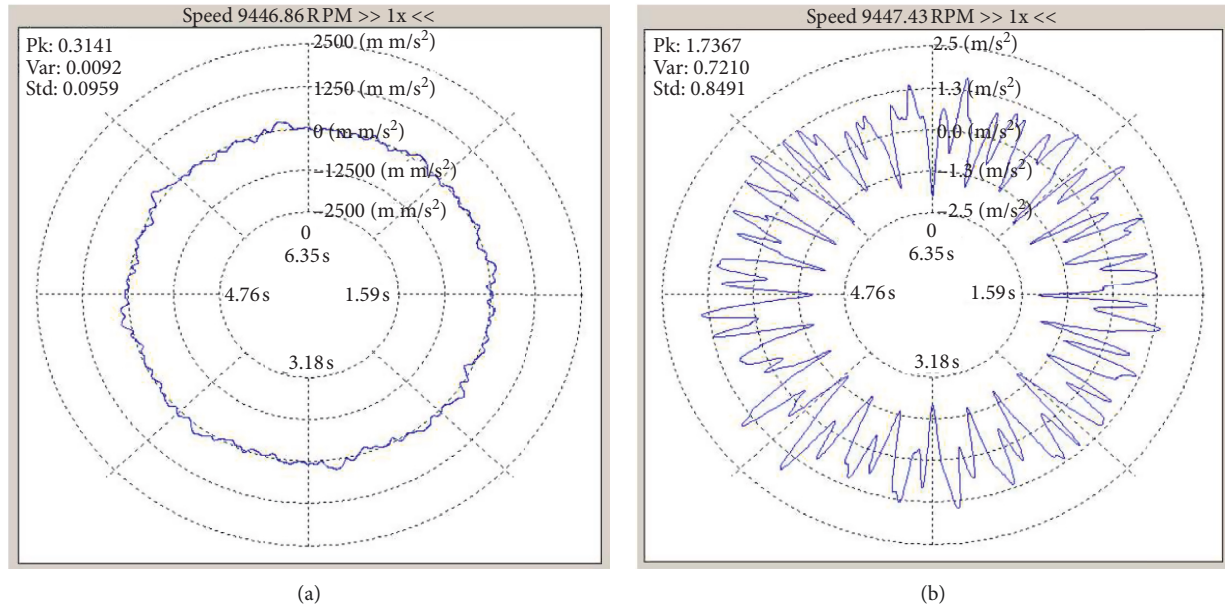 Speed 9446.86 RPM >> 1x <<
Pk: 0.3141
Var: 0.0092
Std: 0.0959
2500 (m m/s²)
1250 (m m/s²)
0 (m m/s²)
−12500 (m m/s²)
−2500 (m m/s²)
0
6.35 s
4.76 s
1.59 s
3.18 s
(a)
Speed 9447.43 RPM >> 1x <<
Pk: 1.7367
Var: 0.7210
Std: 0.8491
2.5 (m/s²)
1.3 (m/s²)
0.0 (m/s²)
−1.3 (m/s²)
−2.5 (m/s²)
0
6.35 s
4.76 s
1.59 s
3.18 s
(b)